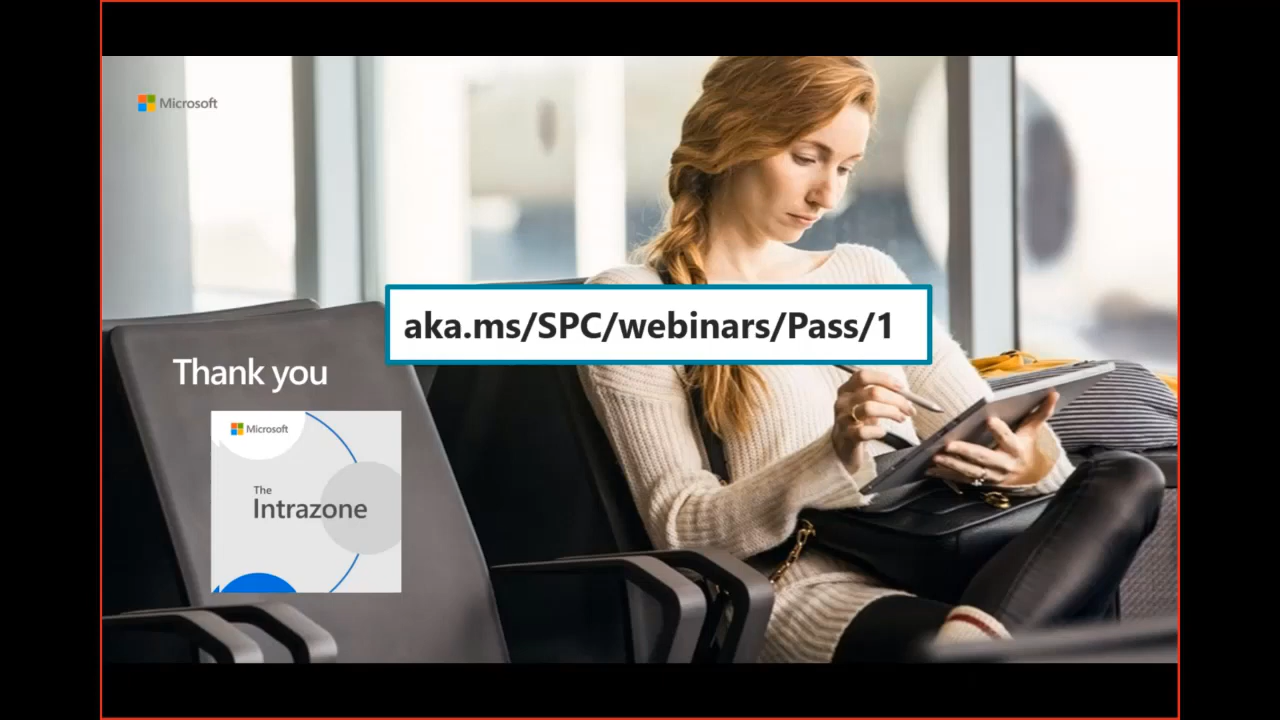 Microsoft
aka.ms/SPC/webinars/Pass/1
Thank you
Microsoft
The
Intrazone